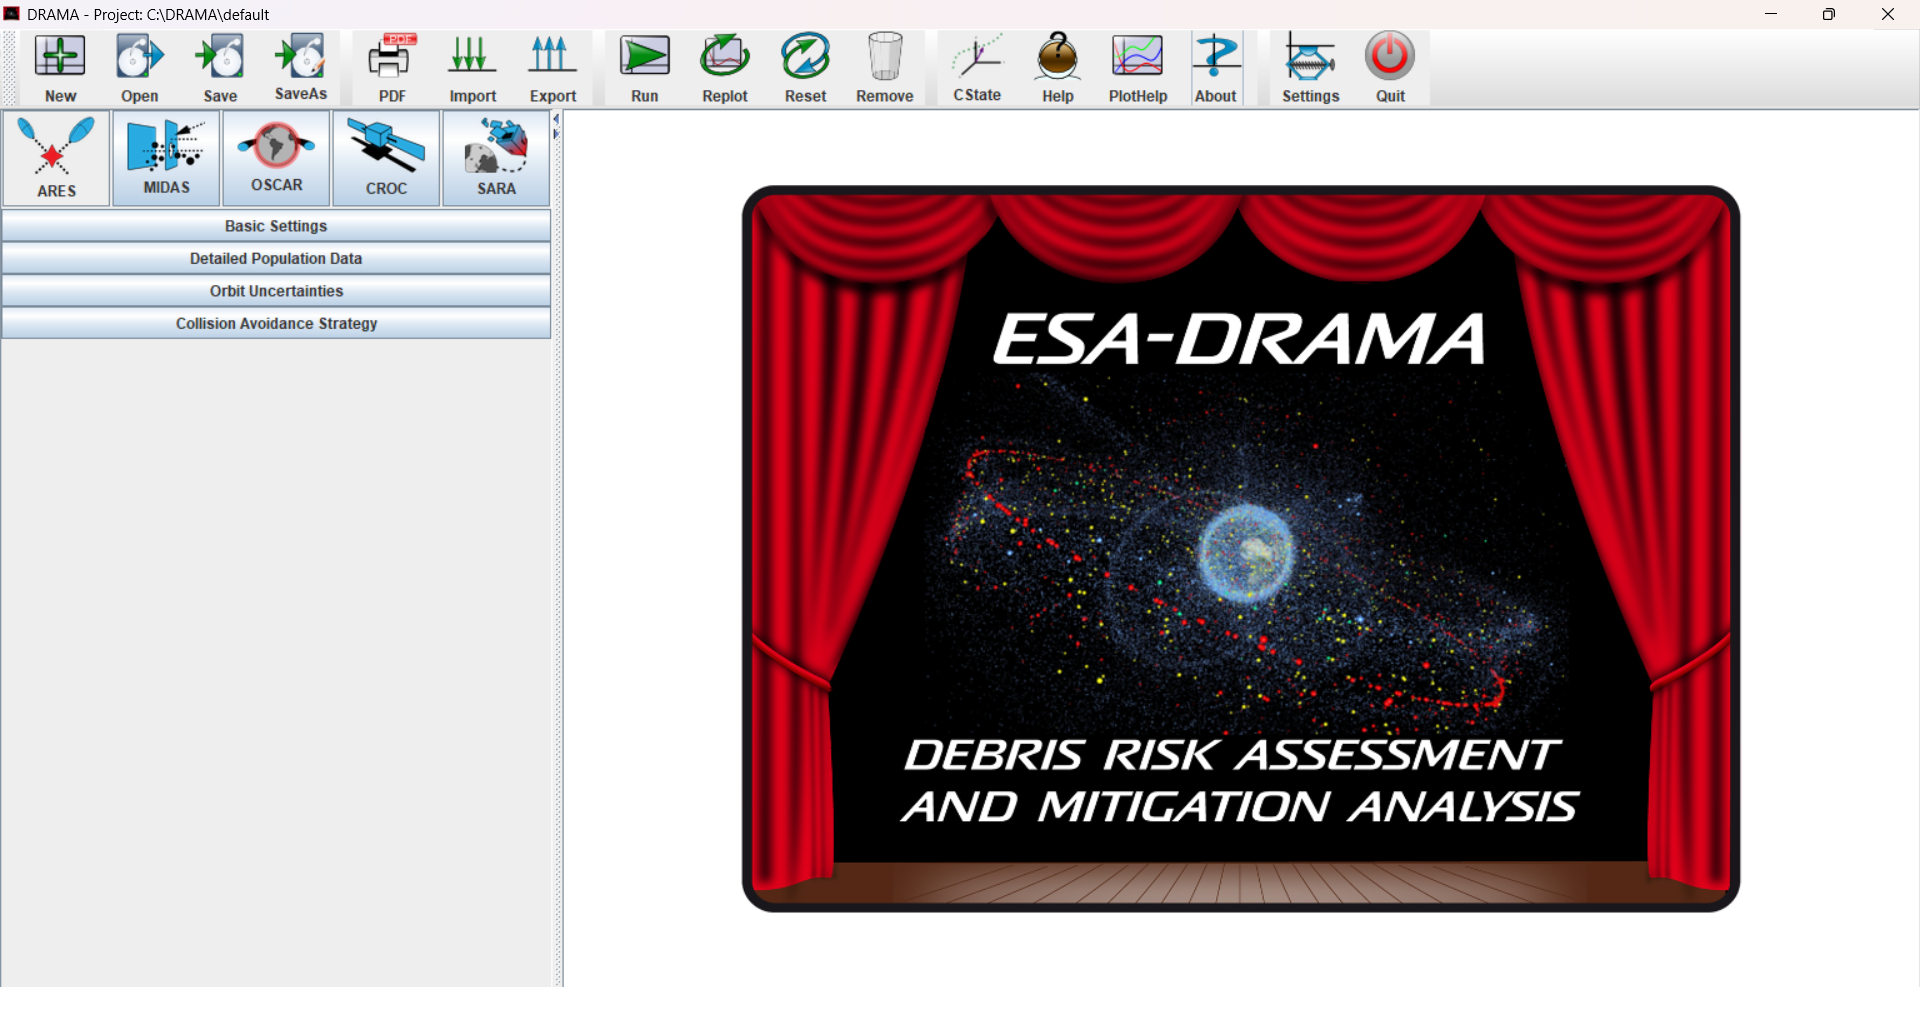 DRAMA - Project: C:\DRAMA\default
New Open Save SaveAs PDF Import Export Run Replot Reset Remove CState Help PlotHelp About Settings Quit
PDF
ARES MIDAS OSCAR CROC SARA
Basic Settings
Detailed Population Data
Orbit Uncertainties
Collision Avoidance Strategy
ESA-DRAMA
DEBRIS RISK ASSESSMENT
AND MITIGATION ANALYSIS